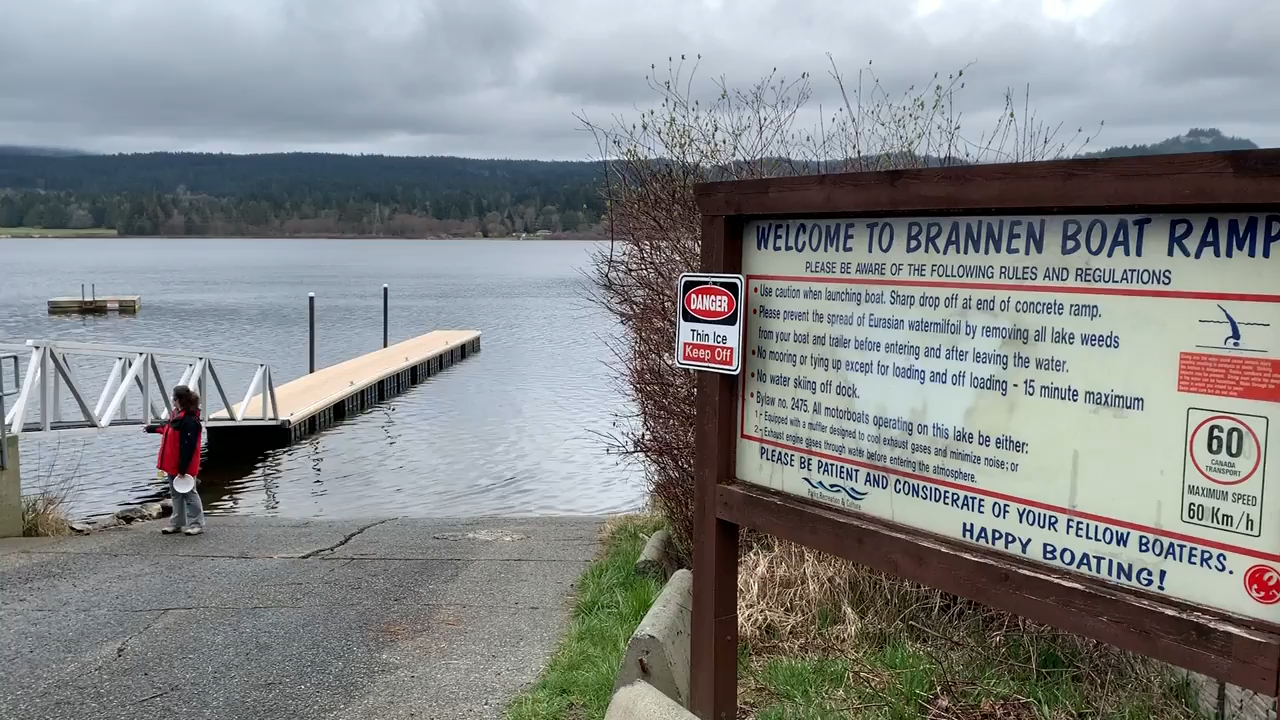 WELCOME TO BRANNEN BOAT RAMP
PLEASE BE AWARE OF THE FOLLOWING RULES AND REGULATIONS
• Use caution when launching boat. Sharp drop off at end of concrete ramp.
• Please prevent the spread of Eurasian watermilfoil by removing all lake weeds
from your boat and trailer before entering and after leaving the water.
• No mooring or tying up except for loading and off loading - 15 minute maximum
• No water skiing off dock.
• Bylaw no. 2475. All motorboats operating on this lake be either:
1 - Equipped with a muffler designed to cool exhaust gases and minimize noise; or
2 - Exhaust engine gases through water before entering the atmosphere.
PLEASE BE PATIENT AND CONSIDERATE OF YOUR FELLOW BOATERS.
HAPPY BOATING!
Parks Recreation & Culture
DANGER
Thin Ice
Keep Off
60
CANADA
TRANSPORT
MAXIMUM SPEED
60 Km/h